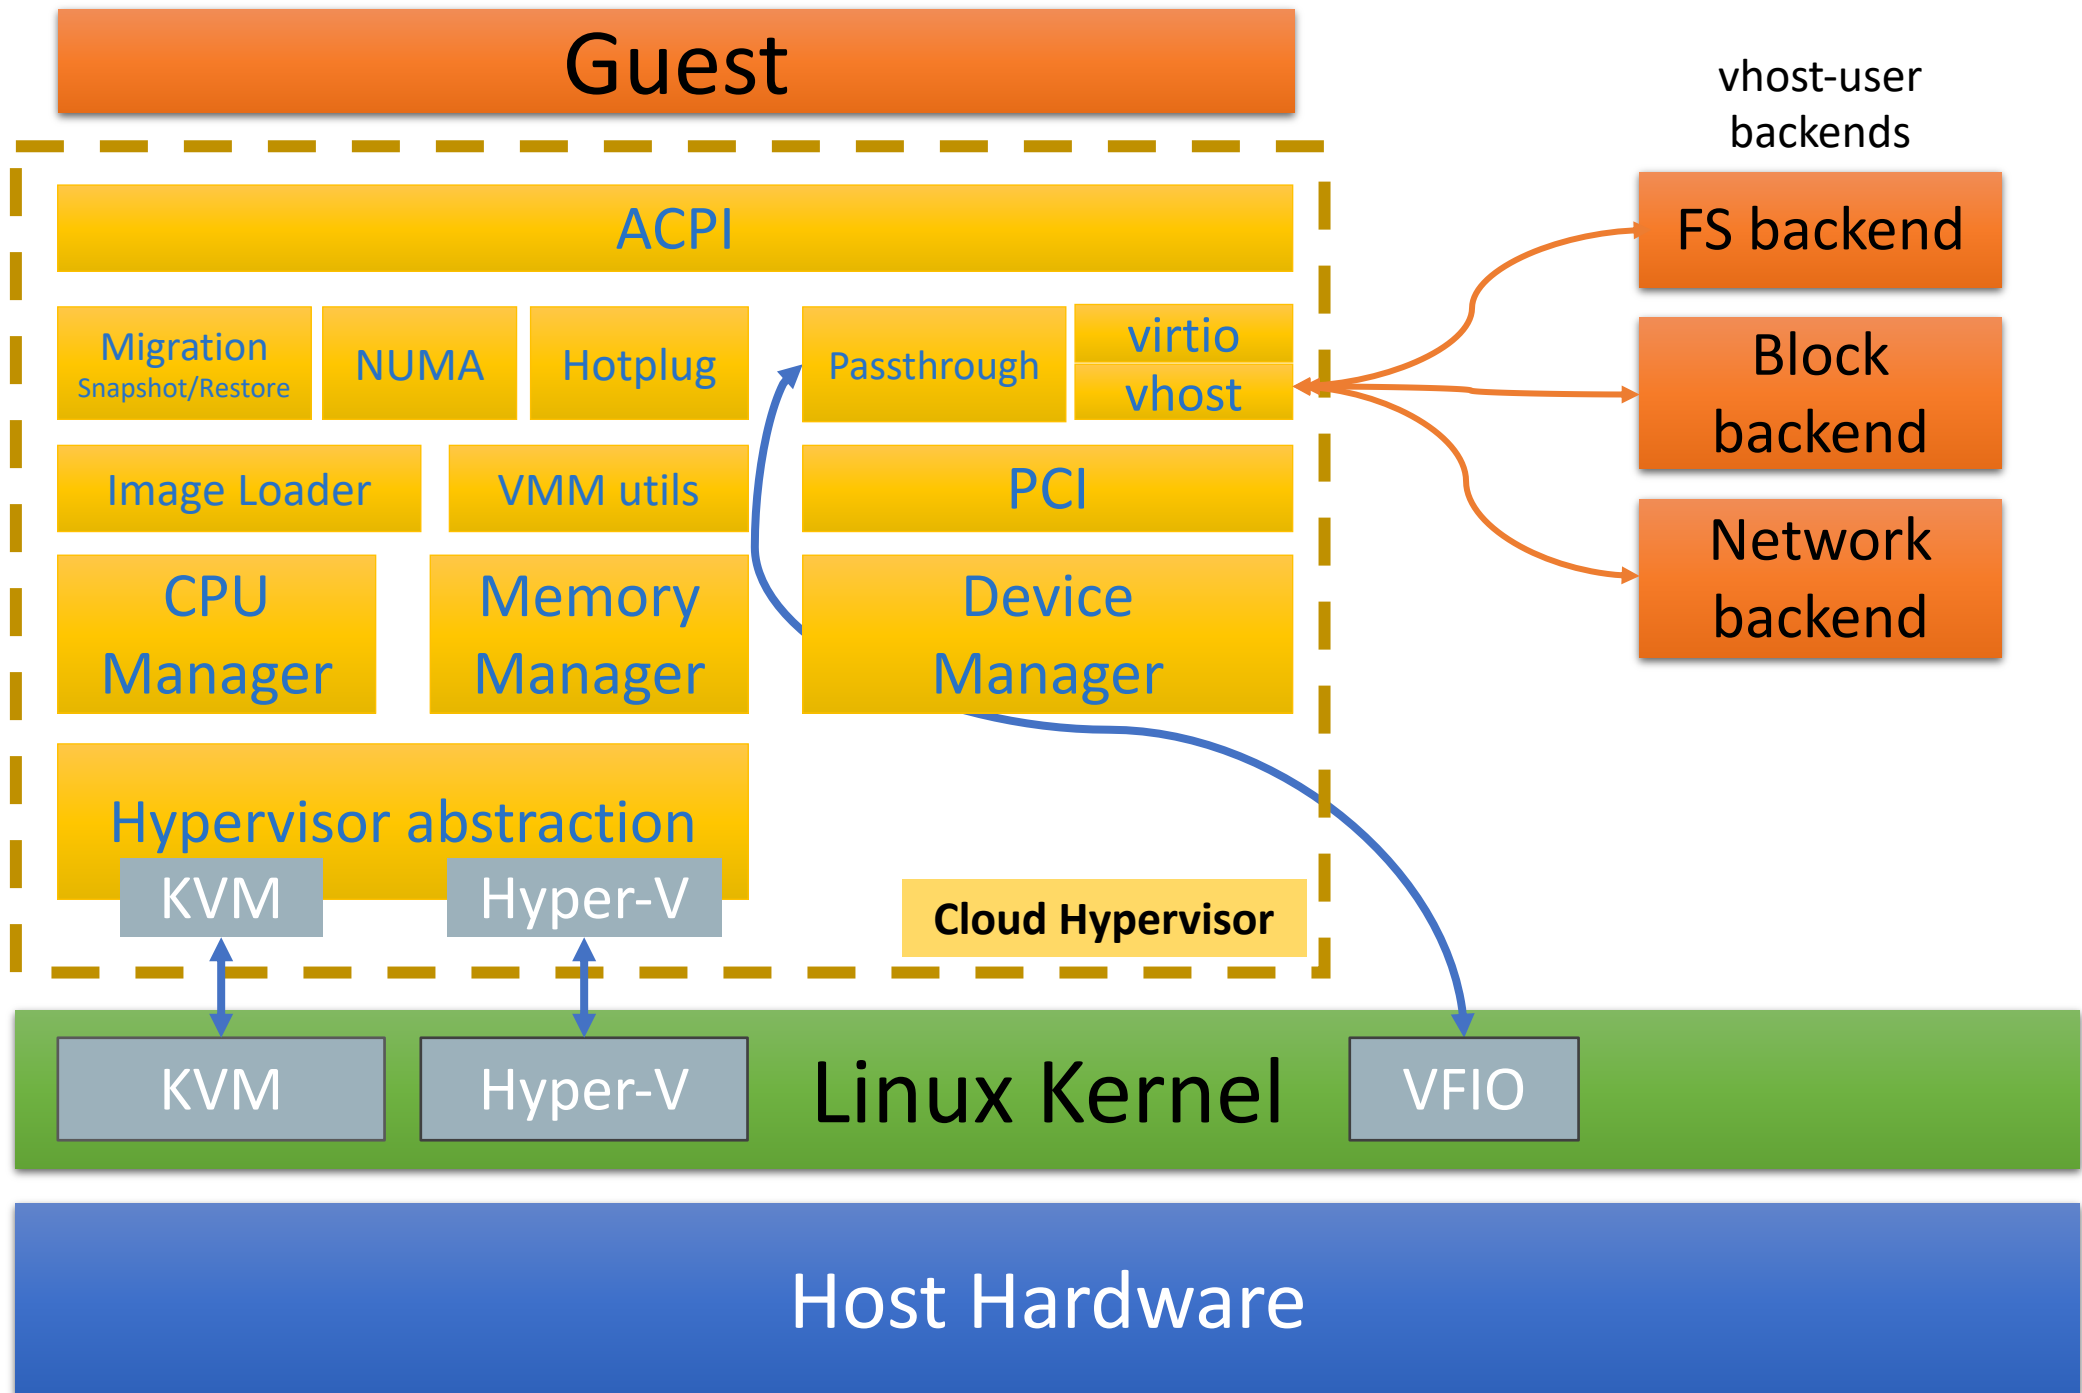 Guest
vhost-user
backends
ACPI
FS backend
Migration
Snapshot/Restore
NUMA
Hotplug
Passthrough
virtio
vhost
Block
backend
Image Loader
VMM utils
PCI
Network
backend
CPU
Manager
Memory
Manager
Device
Manager
Hypervisor abstraction
KVM
Hyper-V
Cloud Hypervisor
KVM
Hyper-V
Linux Kernel
VFIO
Host Hardware